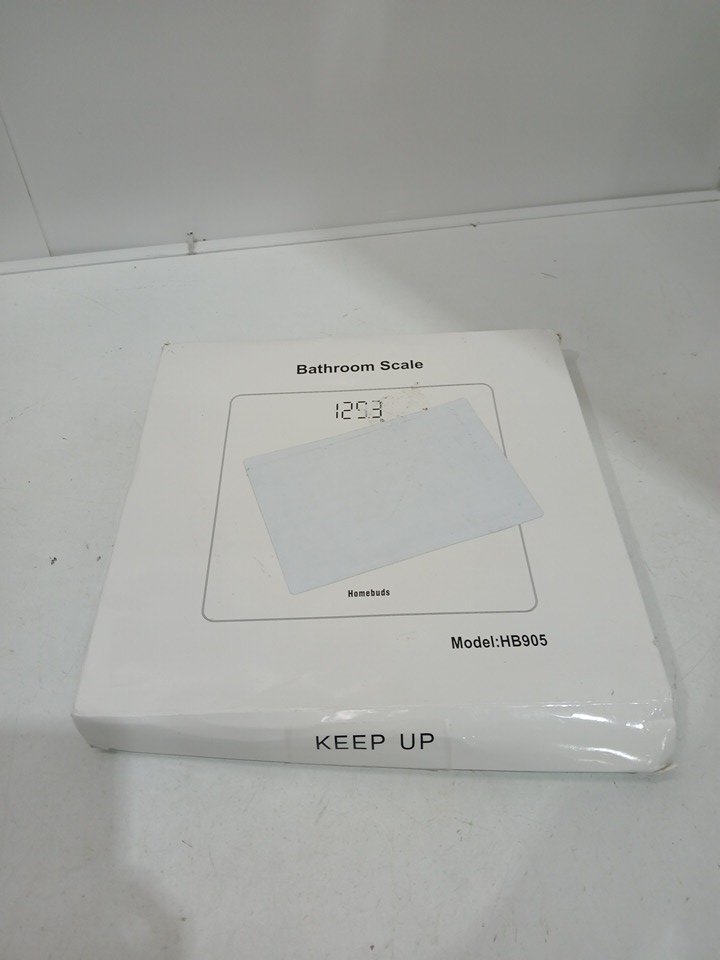 Bathroom Scale
125.3
Homebuds
Model:HB905
KEEP UP